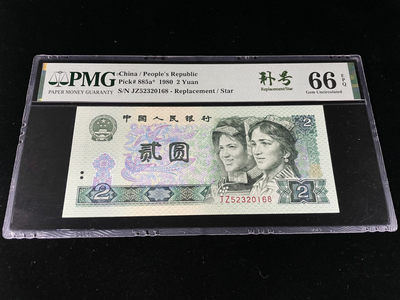 PMG
PAPER MONEY GUARANTY
China / People's Republic
Pick# 885a* 1980 2 Yuan
S/N JZ52320168 - Replacement / Star
补号
Replacement/Star
66 EPQ
Gem Uncirculated
中国人民银行
贰圆
2
2
2
JZ52320168